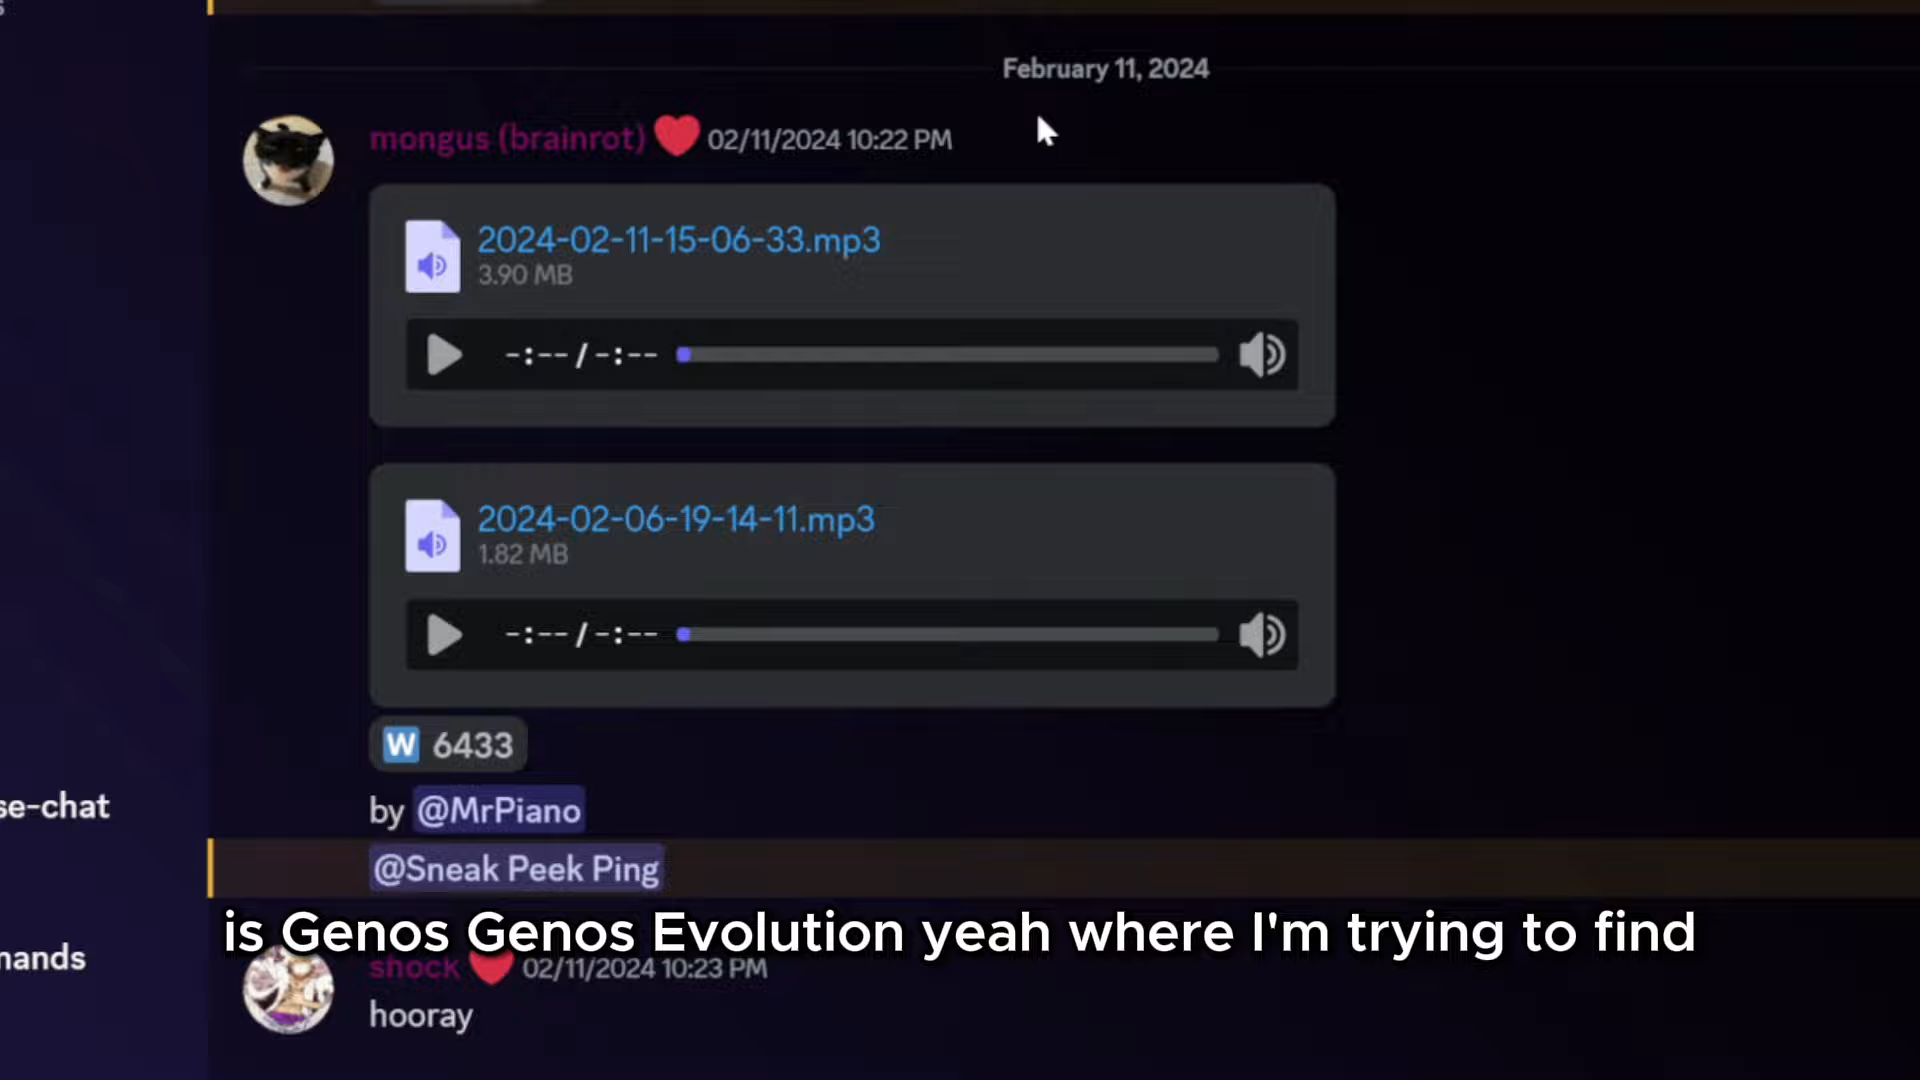 February 11, 2024
mongus (brainrot) 02/11/2024 10:22 PM
2024-02-11-15-06-33.mp3
3.90 MB
-:-- / -:--
2024-02-06-19-14-11.mp3
1.82 MB
-:-- / -:--
W 6433
se-chat
by @MrPiano
@Sneak Peek Ping
is Genos Genos Evolution yeah where I'm trying to find
mands
shock 02/11/2024 10:23 PM
hooray